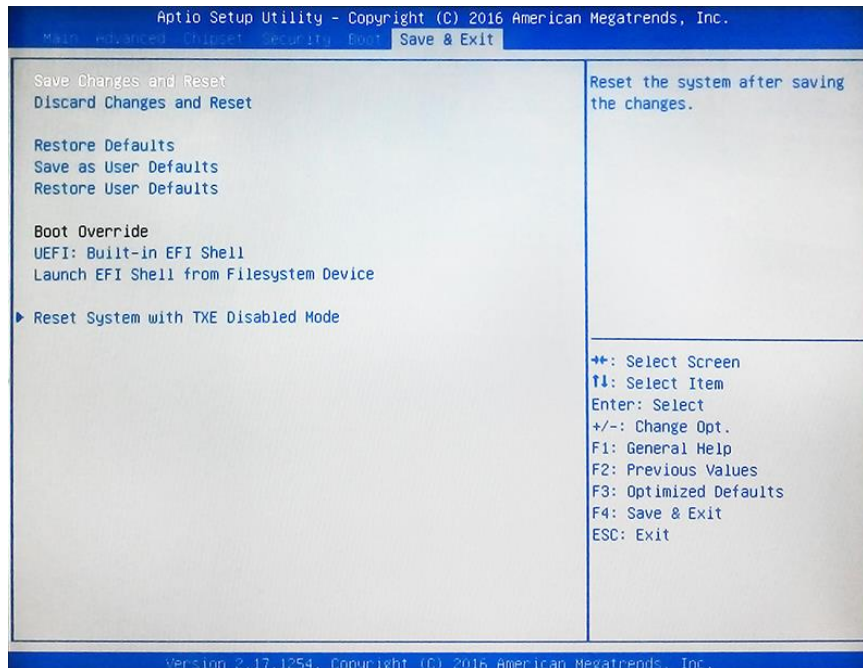 Aptio Setup Utility - Copyright (C) 2016 American Megatrends, Inc.
Main Advanced Chipset Security Boot Save & Exit
Save Changes and Reset
Discard Changes and Reset
Restore Defaults
Save as User Defaults
Restore User Defaults
Boot Override
UEFI: Built-in EFI Shell
Launch EFI Shell from Filesystem Device
Reset System with TXE Disabled Mode
Reset the system after saving
the changes.
→←: Select Screen
↑↓: Select Item
Enter: Select
+/-: Change Opt.
F1: General Help
F2: Previous Values
F3: Optimized Defaults
F4: Save & Exit
ESC: Exit
Version 2.17.1254. Copyright (C) 2016 American Megatrends, Inc.